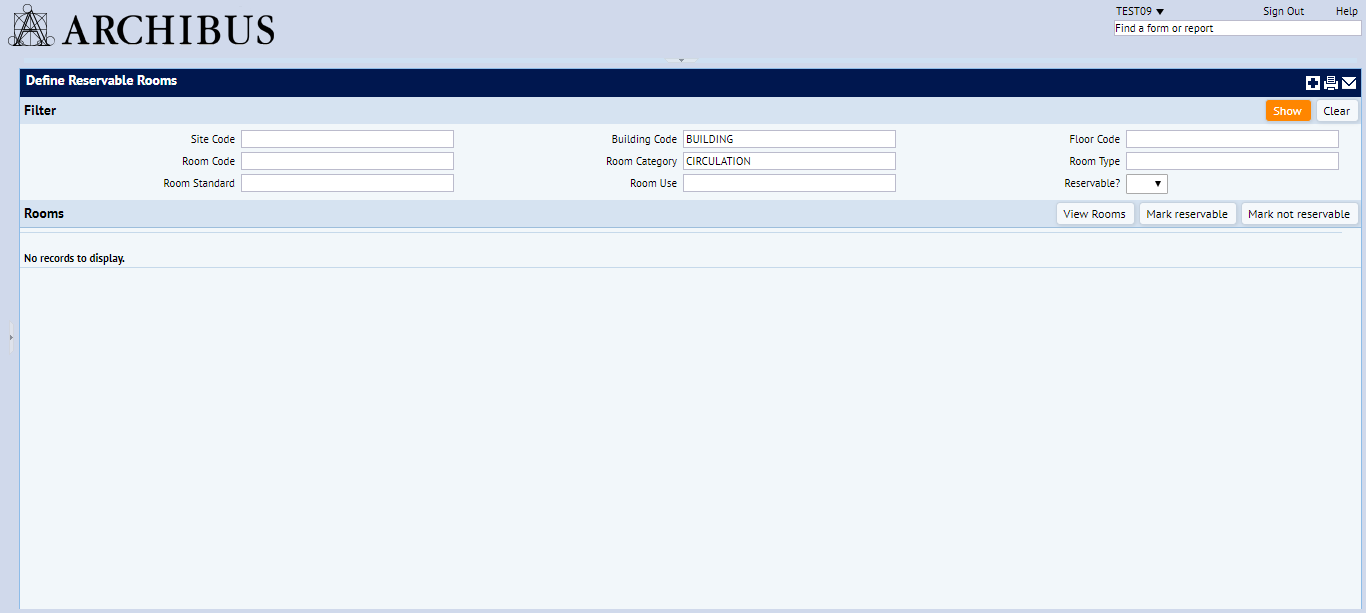 ARCHIBUS
TEST09 ▼ Sign Out Help
Find a form or report
Define Reservable Rooms
Filter Show Clear
Site Code Building Code BUILDING Floor Code
Room Code Room Category CIRCULATION Room Type
Room Standard Room Use Reservable? ▼
Rooms View Rooms Mark reservable Mark not reservable
No records to display.